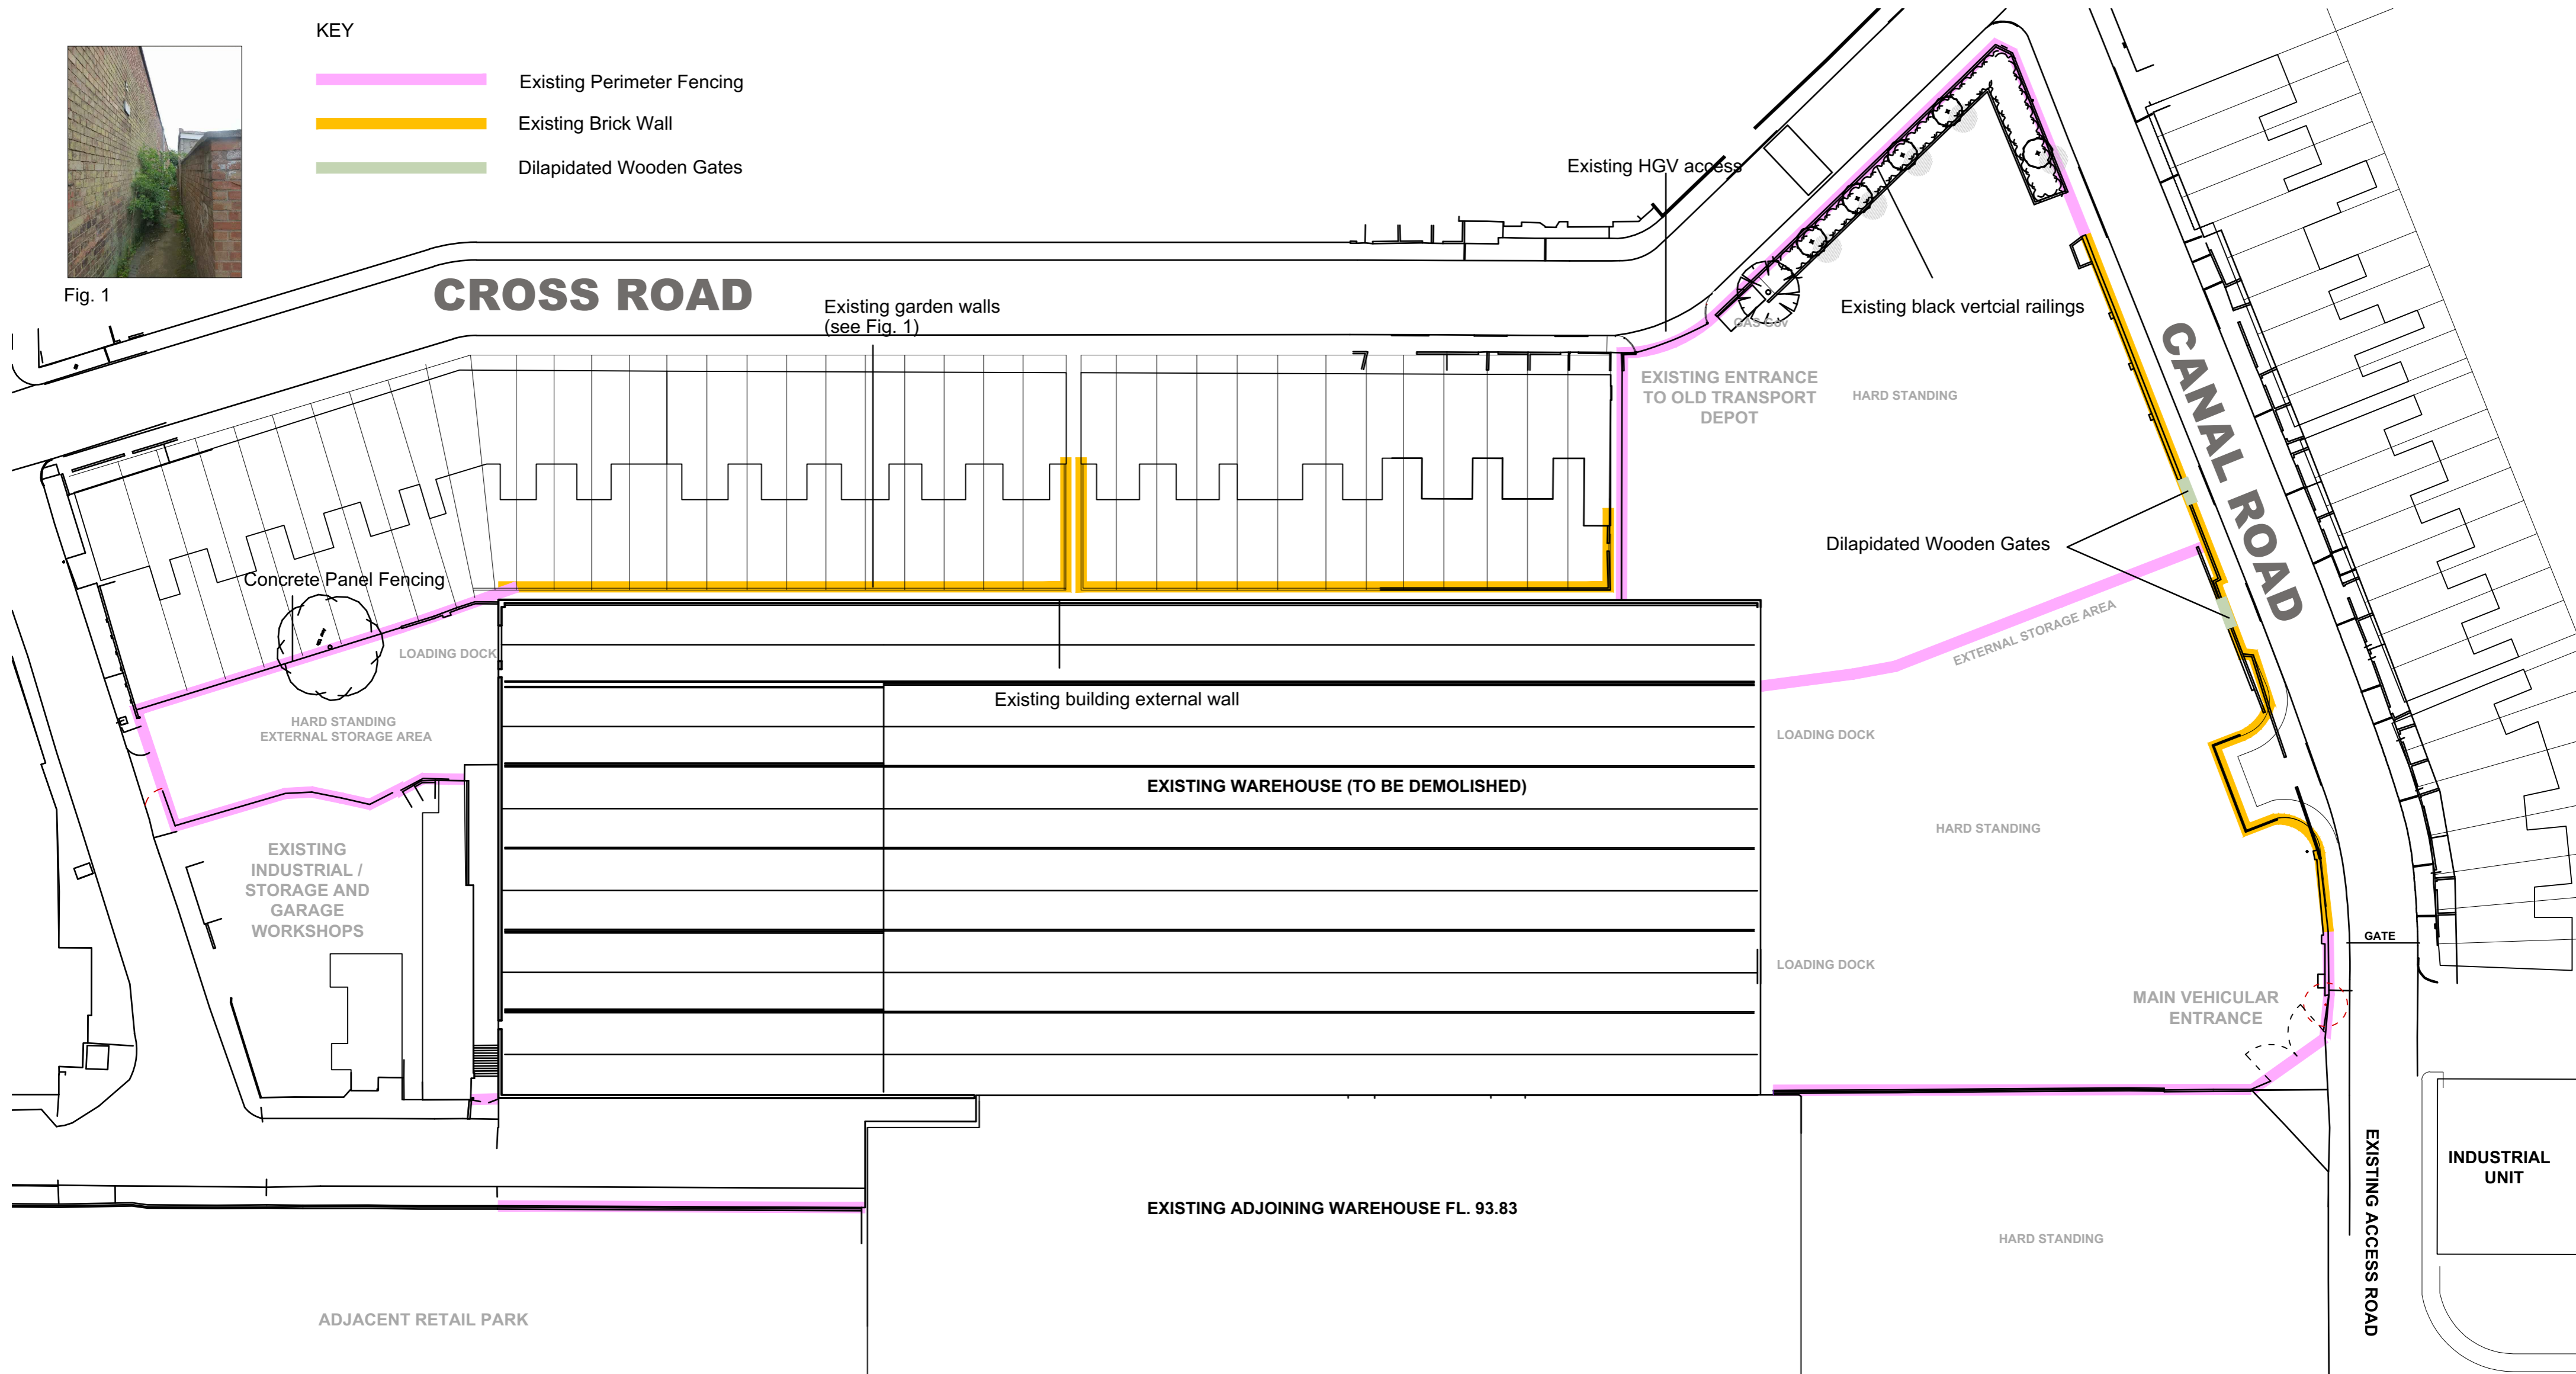 KEY
Existing Perimeter Fencing
Existing Brick Wall
Dilapidated Wooden Gates
Fig. 1
CROSS ROAD
Existing garden walls
(see Fig. 1)
Existing HGV access
Existing black vertcial railings
GAS Gov
EXISTING ENTRANCE
TO OLD TRANSPORT
DEPOT
HARD STANDING
CANAL ROAD
Dilapidated Wooden Gates
EXTERNAL STORAGE AREA
Concrete Panel Fencing
LOADING DOCK
HARD STANDING
EXTERNAL STORAGE AREA
Existing building external wall
LOADING DOCK
EXISTING WAREHOUSE (TO BE DEMOLISHED)
HARD STANDING
EXISTING
INDUSTRIAL /
STORAGE AND
GARAGE
WORKSHOPS
GATE
LOADING DOCK
MAIN VEHICULAR
ENTRANCE
EXISTING ACCESS ROAD
INDUSTRIAL
UNIT
EXISTING ADJOINING WAREHOUSE FL. 93.83
HARD STANDING
ADJACENT RETAIL PARK